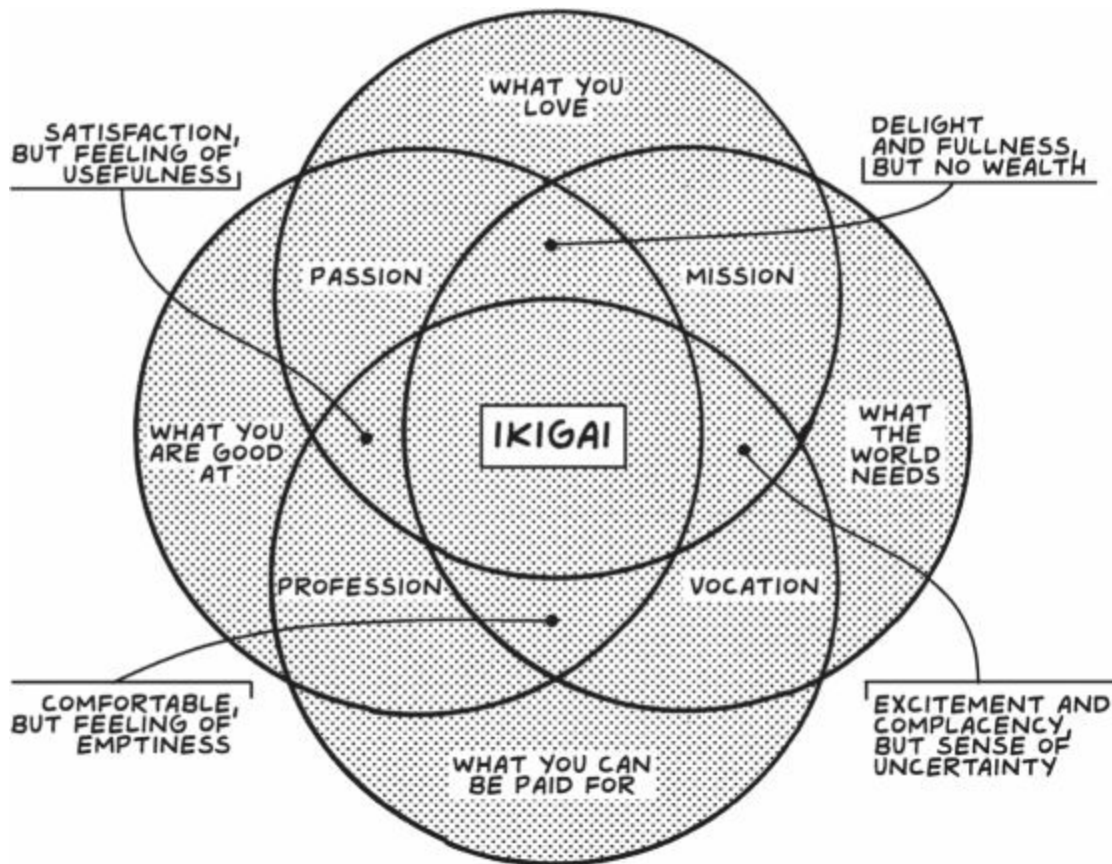 WHAT YOU
LOVE
SATISFACTION,
BUT FEELING OF
USEFULNESS
DELIGHT
AND FULLNESS,
BUT NO WEALTH
PASSION
MISSION
WHAT YOU
ARE GOOD
AT
IKIGAI
WHAT
THE
WORLD
NEEDS
PROFESSION
VOCATION
COMFORTABLE,
BUT FEELING OF
EMPTINESS
EXCITEMENT AND
COMPLACENCY,
BUT SENSE OF
UNCERTAINTY
WHAT YOU CAN
BE PAID FOR